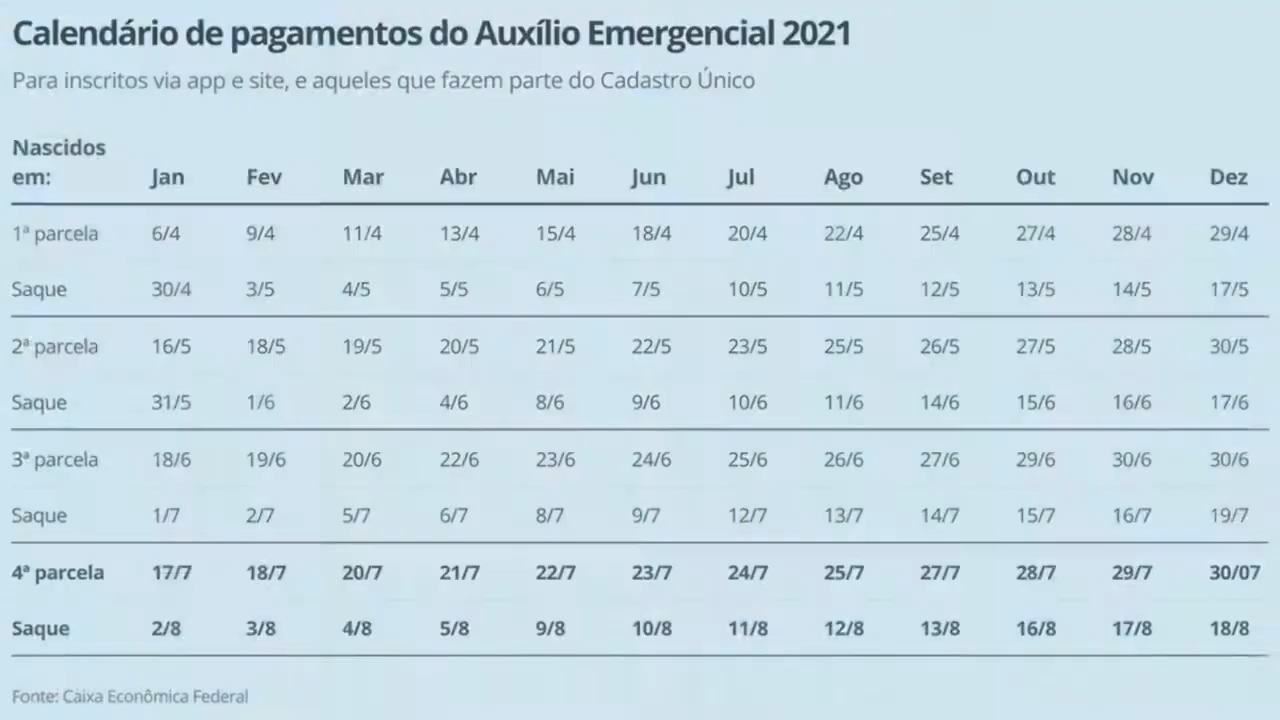 Calendário de pagamentos do Auxílio Emergencial 2021
Para inscritos via app e site, e aqueles que fazem parte do Cadastro Único
Nascidos
em: Jan Fev Mar Abr Mai Jun Jul Ago Set Out Nov Dez
1ª parcela 6/4 9/4 11/4 13/4 15/4 18/4 20/4 22/4 25/4 27/4 28/4 29/4
Saque 30/4 3/5 4/5 5/5 6/5 7/5 10/5 11/5 12/5 13/5 14/5 17/5
2ª parcela 16/5 18/5 19/5 20/5 21/5 22/5 23/5 25/5 26/5 27/5 28/5 30/5
Saque 31/5 1/6 2/6 4/6 8/6 9/6 10/6 11/6 14/6 15/6 16/6 17/6
3ª parcela 18/6 19/6 20/6 22/6 23/6 24/6 25/6 26/6 27/6 29/6 30/6 30/6
Saque 1/7 2/7 5/7 6/7 8/7 9/7 12/7 13/7 14/7 15/7 16/7 19/7
4ª parcela 17/7 18/7 20/7 21/7 22/7 23/7 24/7 25/7 27/7 28/7 29/7 30/07
Saque 2/8 3/8 4/8 5/8 9/8 10/8 11/8 12/8 13/8 16/8 17/8 18/8
Fonte: Caixa Econômica Federal